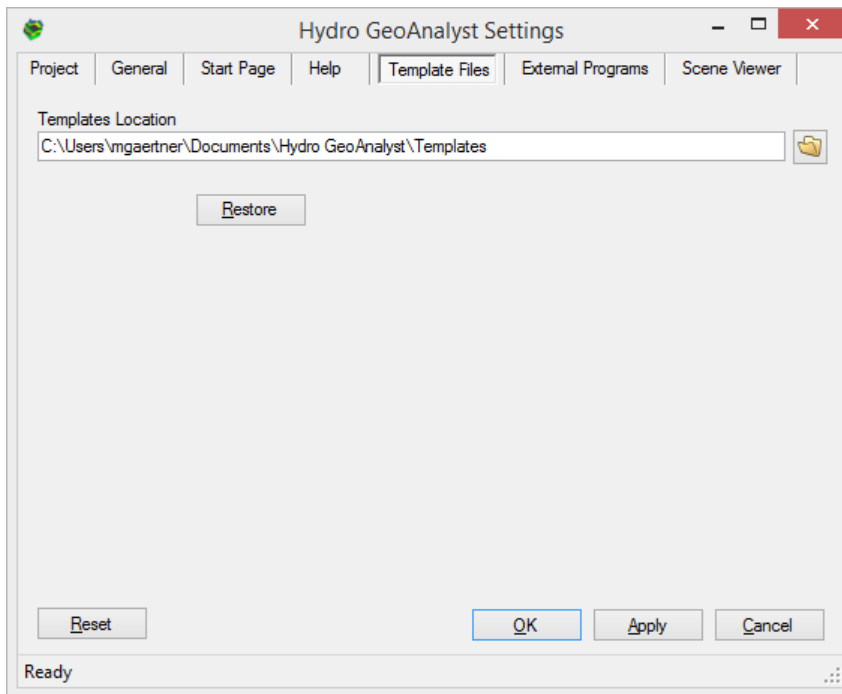 Hydro GeoAnalyst Settings
Project General Start Page Help Template Files External Programs Scene Viewer
Templates Location
C:\Users\mgaertner\Documents\Hydro GeoAnalyst\Templates
Restore
Reset OK Apply Cancel
Ready